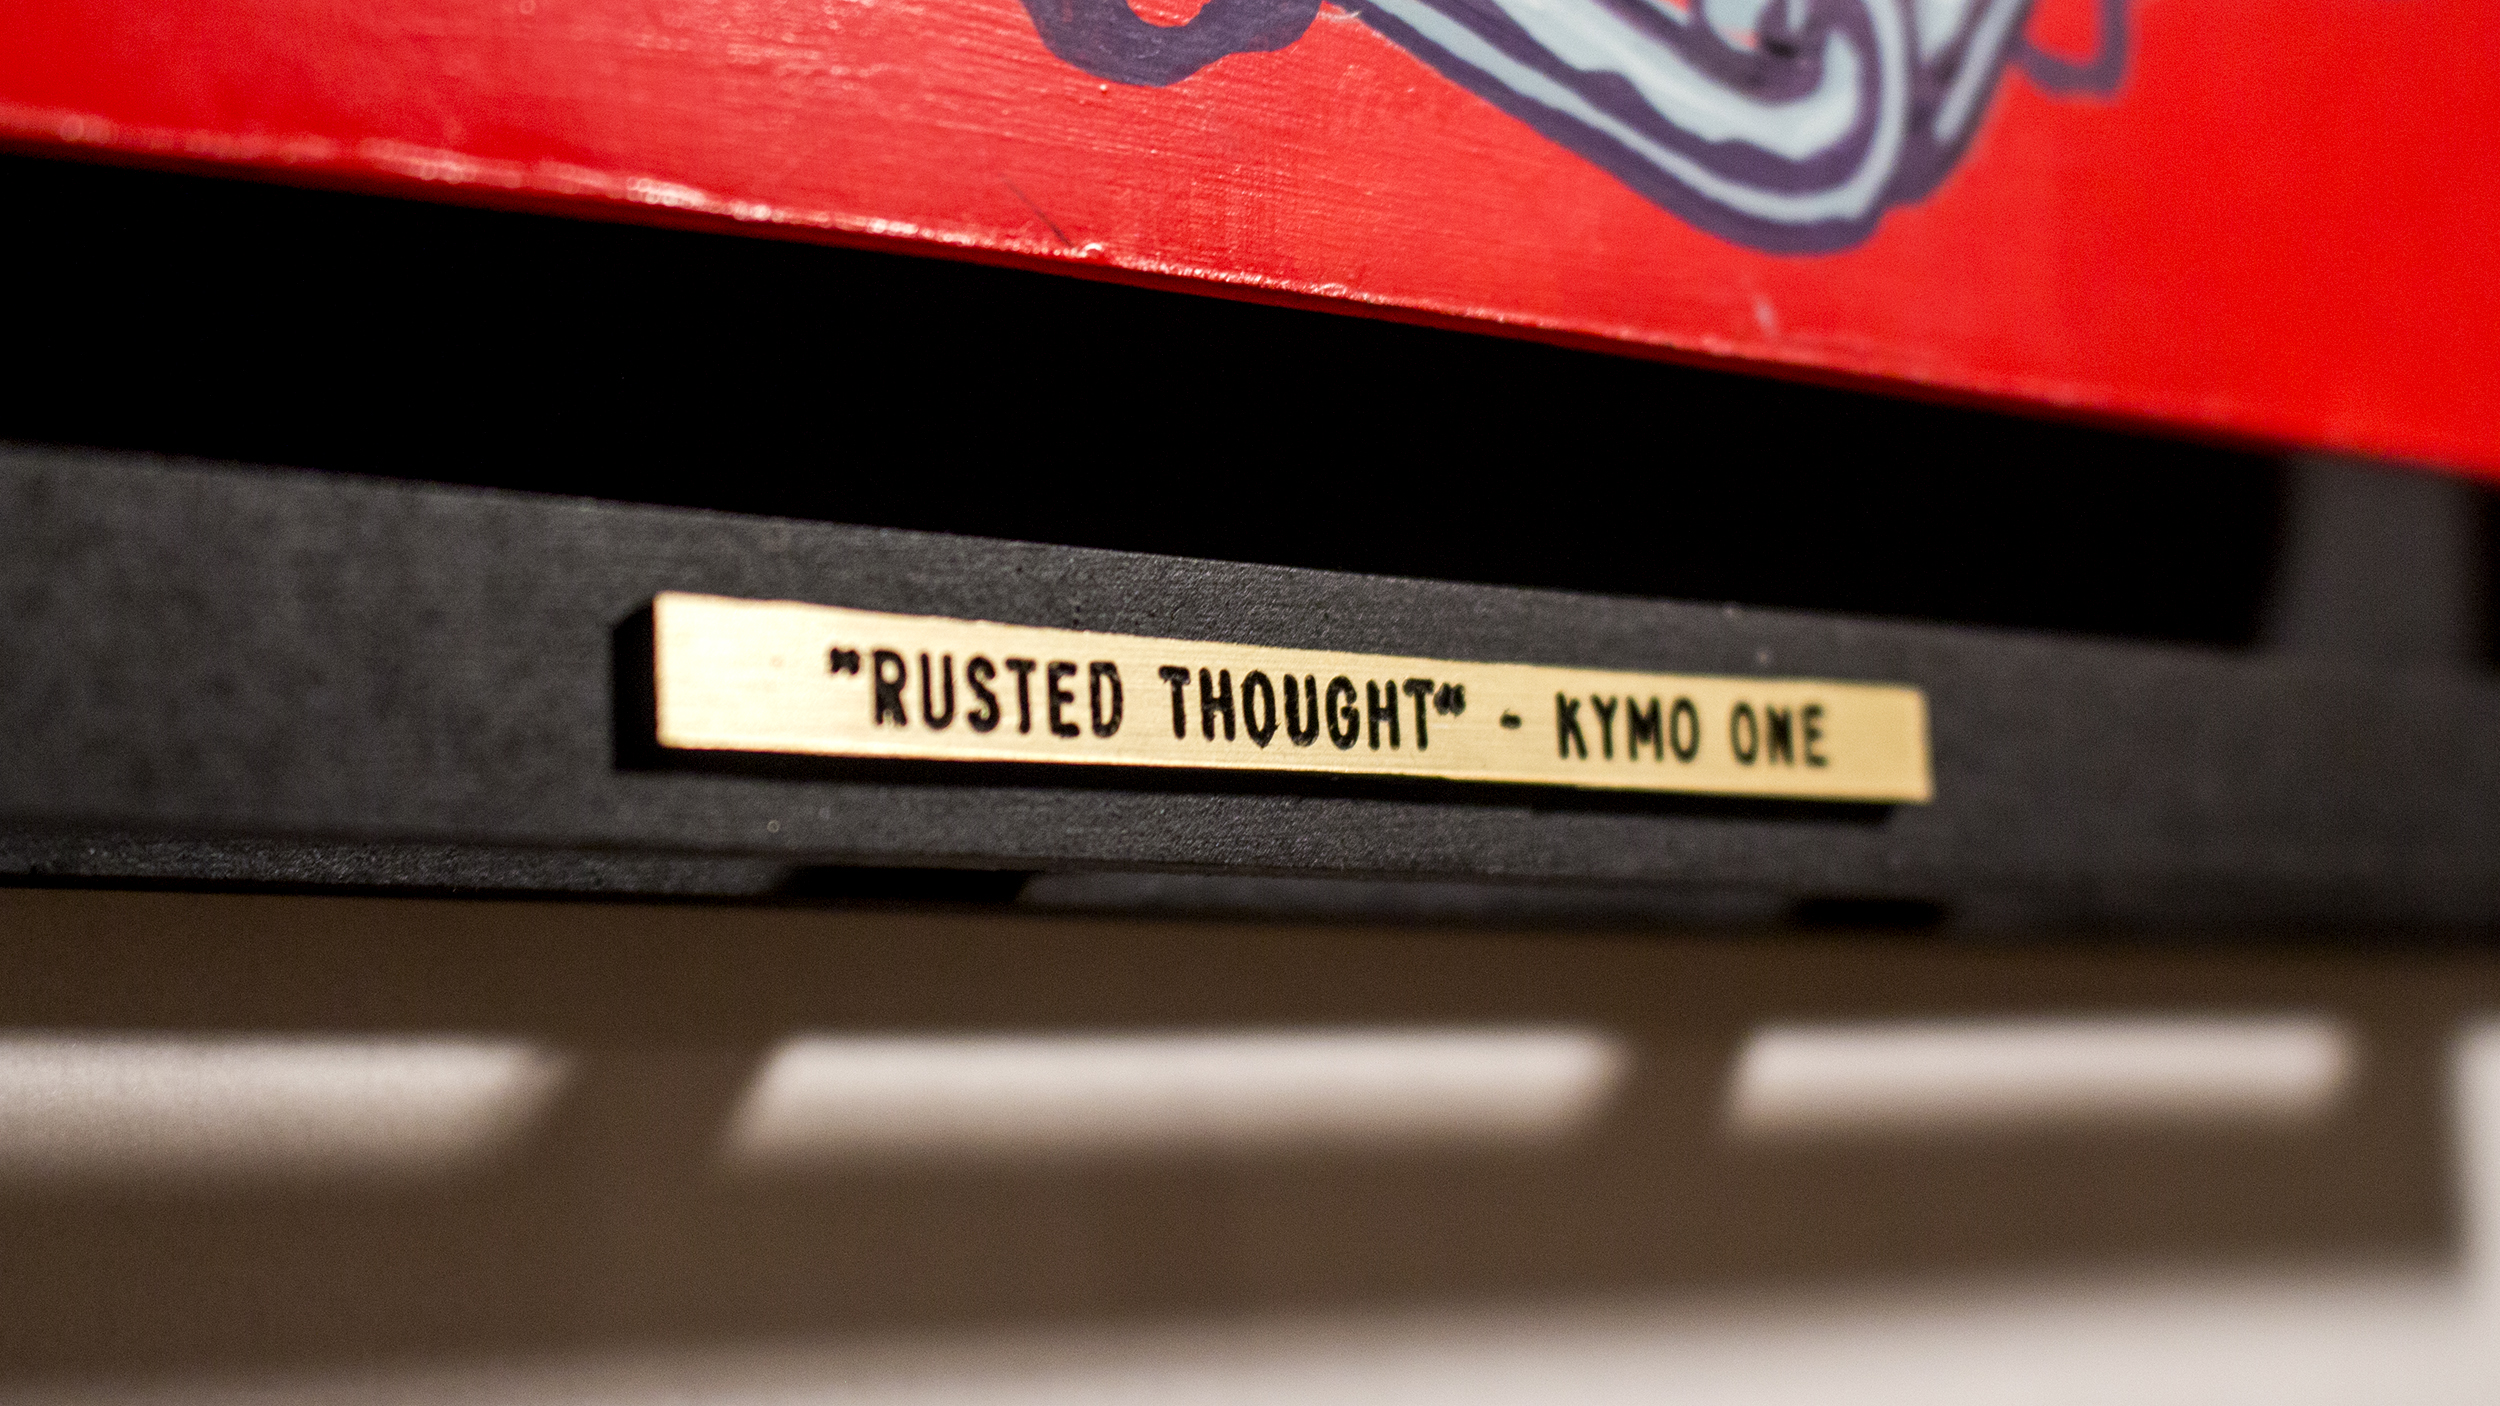 ”RUSTED THOUGHT“ - KYMO ONE